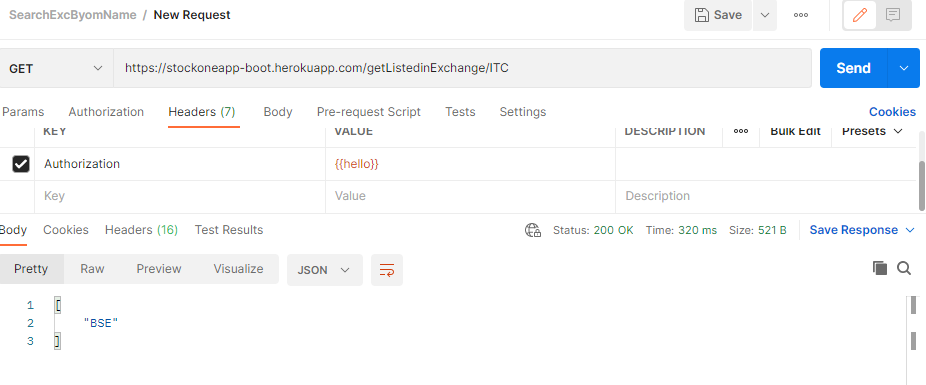 SearchExcByomName / New Request
Save
GET
https://stockoneapp-boot.herokuapp.com/getListedinExchange/ITC
Send
Params Authorization Headers (7) Body Pre-request Script Tests Settings Cookies
KEY VALUE DESCRIPTION Bulk Edit Presets
Authorization {{hello}}
Key Value Description
Body Cookies Headers (16) Test Results Status: 200 OK Time: 320 ms Size: 521 B Save Response
Pretty Raw Preview Visualize JSON
1 [
2 "BSE"
3 ]